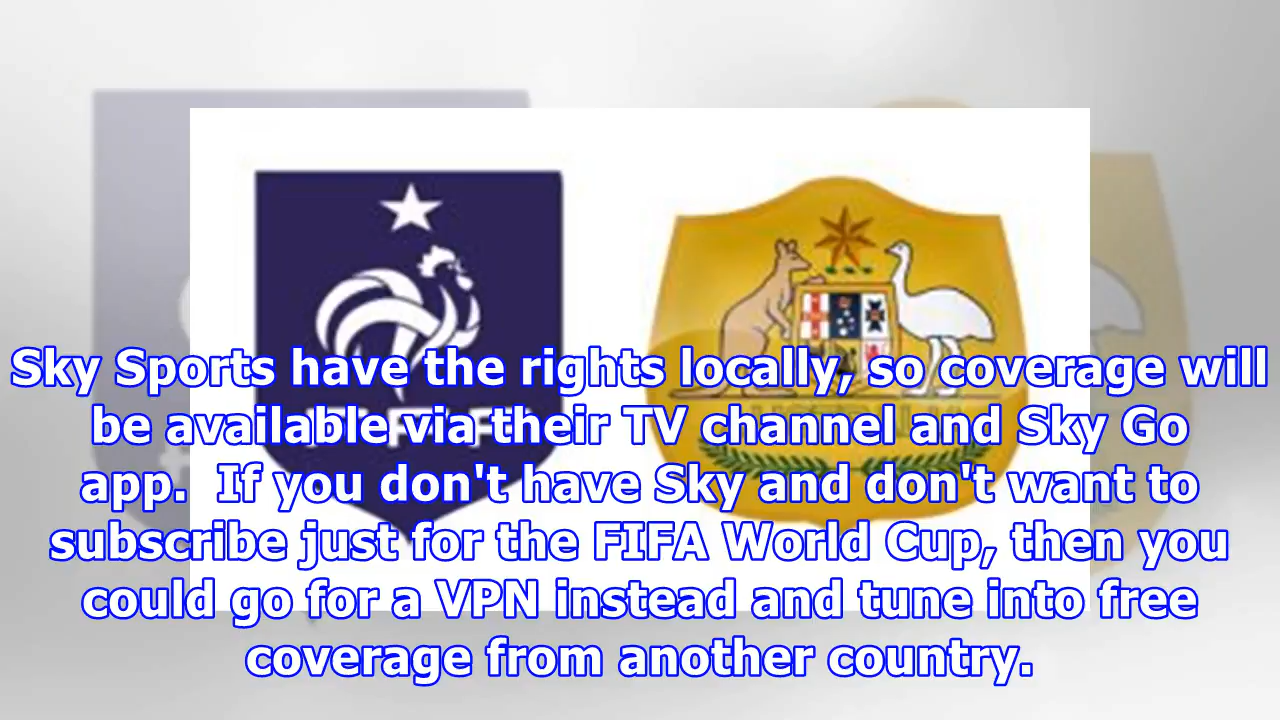 Sky Sports have the rights locally, so coverage will
be available via their TV channel and Sky Go
app.  If you don't have Sky and don't want to
subscribe just for the FIFA World Cup, then you
could go for a VPN instead and tune into free
coverage from another country.